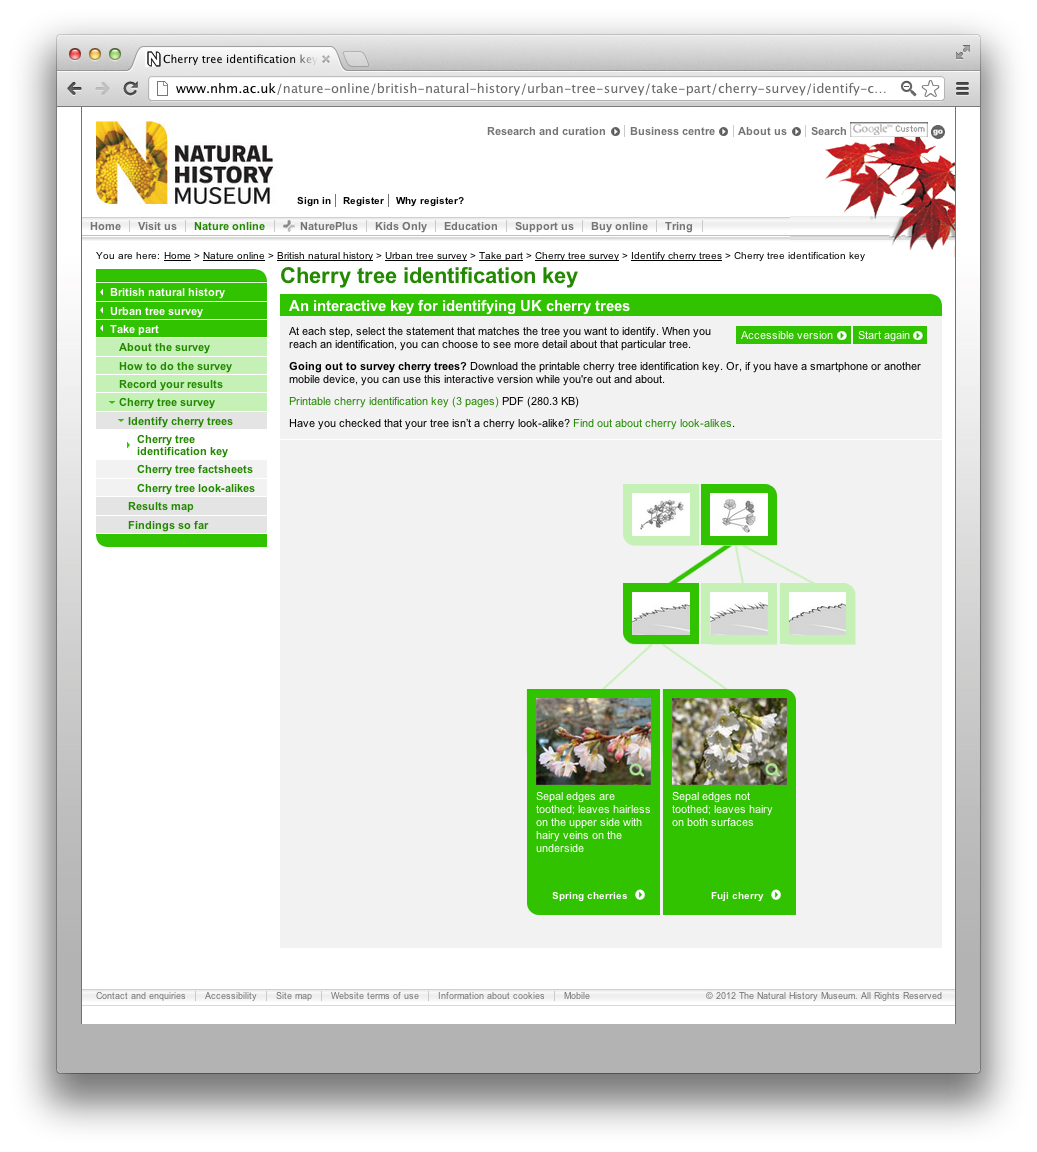 Cherry tree identification key
www.nhm.ac.uk/nature-online/british-natural-history/urban-tree-survey/take-part/cherry-survey/identify-c...
NATURAL
HISTORY
MUSEUM
Research and curation
Business centre
About us
Search
Google™ Custom
go
Sign in
Register
Why register?
Home
Visit us
Nature online
NaturePlus
Kids Only
Education
Support us
Buy online
Tring
You are here: Home > Nature online > British natural history > Urban tree survey > Take part > Cherry tree survey > Identify cherry trees > Cherry tree identification key
British natural history
Urban tree survey
Take part
About the survey
How to do the survey
Record your results
Cherry tree survey
Identify cherry trees
Cherry tree
identification key
Cherry tree factsheets
Cherry tree look-alikes
Results map
Findings so far
Cherry tree identification key
An interactive key for identifying UK cherry trees
At each step, select the statement that matches the tree you want to identify. When you
reach an identification, you can choose to see more detail about that particular tree.
Accessible version
Start again
Going out to survey cherry trees? Download the printable cherry tree identification key. Or, if you have a smartphone or another
mobile device, you can use this interactive version while you're out and about.
Printable cherry identification key (3 pages) PDF (280.3 KB)
Have you checked that your tree isn't a cherry look-alike? Find out about cherry look-alikes.
Sepal edges are
toothed; leaves hairless
on the upper side with
hairy veins on the
underside
Spring cherries
Sepal edges not
toothed; leaves hairy
on both surfaces
Fuji cherry
Contact and enquiries
Accessibility
Site map
Website terms of use
Information about cookies
Mobile
© 2012 The Natural History Museum. All Rights Reserved